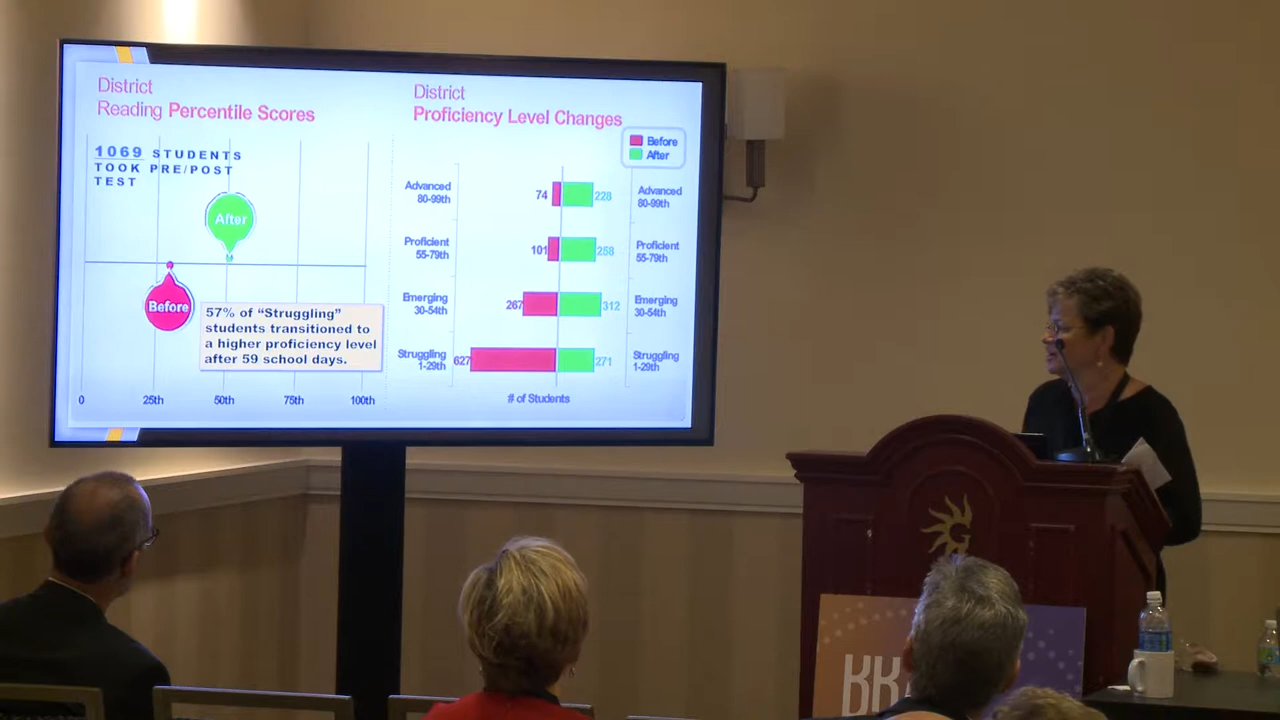 District
Reading Percentile Scores
1069 STUDENTS
TOOK PRE/POST
TEST
After
Before
57% of “Struggling”
students transitioned to
a higher proficiency level
after 59 school days.
0 25th 50th 75th 100th
District
Proficiency Level Changes
Before
After
Advanced
80-99th
74
228
Advanced
80-99th
Proficient
55-79th
101
258
Proficient
55-79th
Emerging
30-54th
267
312
Emerging
30-54th
Struggling
1-29th
627
271
Struggling
1-29th
# of Students